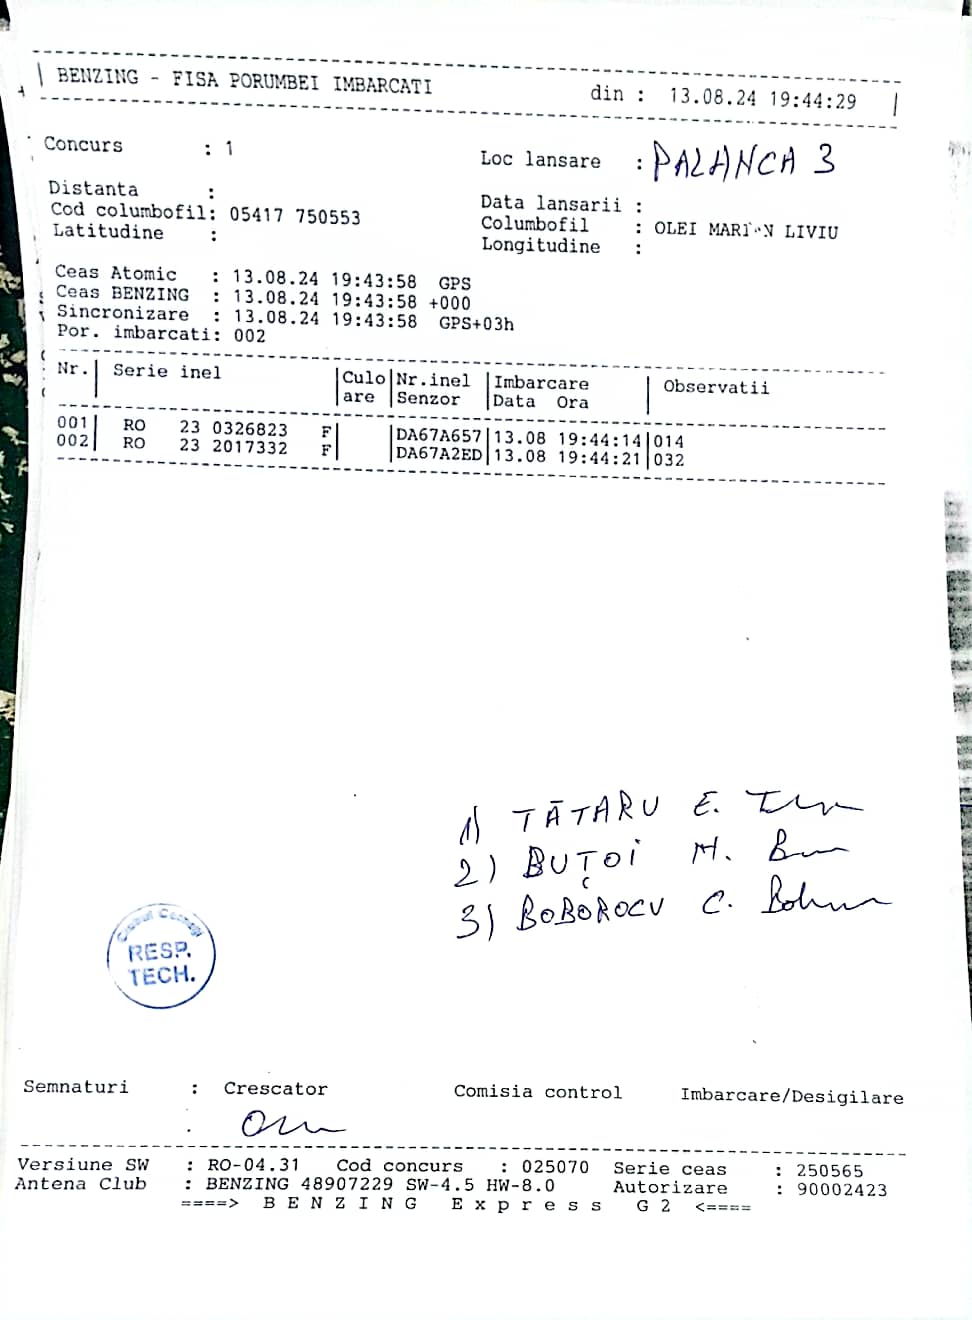 BENZING - FISA PORUMBEI IMBARCATI din : 13.08.24 19:44:29
Concurs : 1 Loc lansare : PALANCA 3
Distanta : Data lansarii :
Cod columbofil: 05417 750553 Columbofil : OLEI MARIAN LIVIU
Latitudine : Longitudine :
Ceas Atomic : 13.08.24 19:43:58 GPS
Ceas BENZING : 13.08.24 19:43:58 +000
Sincronizare : 13.08.24 19:43:58 GPS+03h
Por. imbarcati: 002
Nr.| Serie inel |Culo|Nr.inel |Imbarcare | Observatii
|are |Senzor |Data Ora |
001| RO 23 0326823 F| |DA67A657|13.08 19:44:14|014
002| RO 23 2017332 F| |DA67A2ED|13.08 19:44:21|032
1) TĂTARU E.
2) BUȚOI M.
3) BOBOROCU C.
RESP.
TECH.
Semnaturi : Crescator Comisia control Imbarcare/Desigilare
Versiune SW : RO-04.31 Cod concurs : 025070 Serie ceas : 250565
Antena Club : BENZING 48907229 SW-4.5 HW-8.0 Autorizare : 90002423
====> B E N Z I N G E x p r e s s G 2 <====